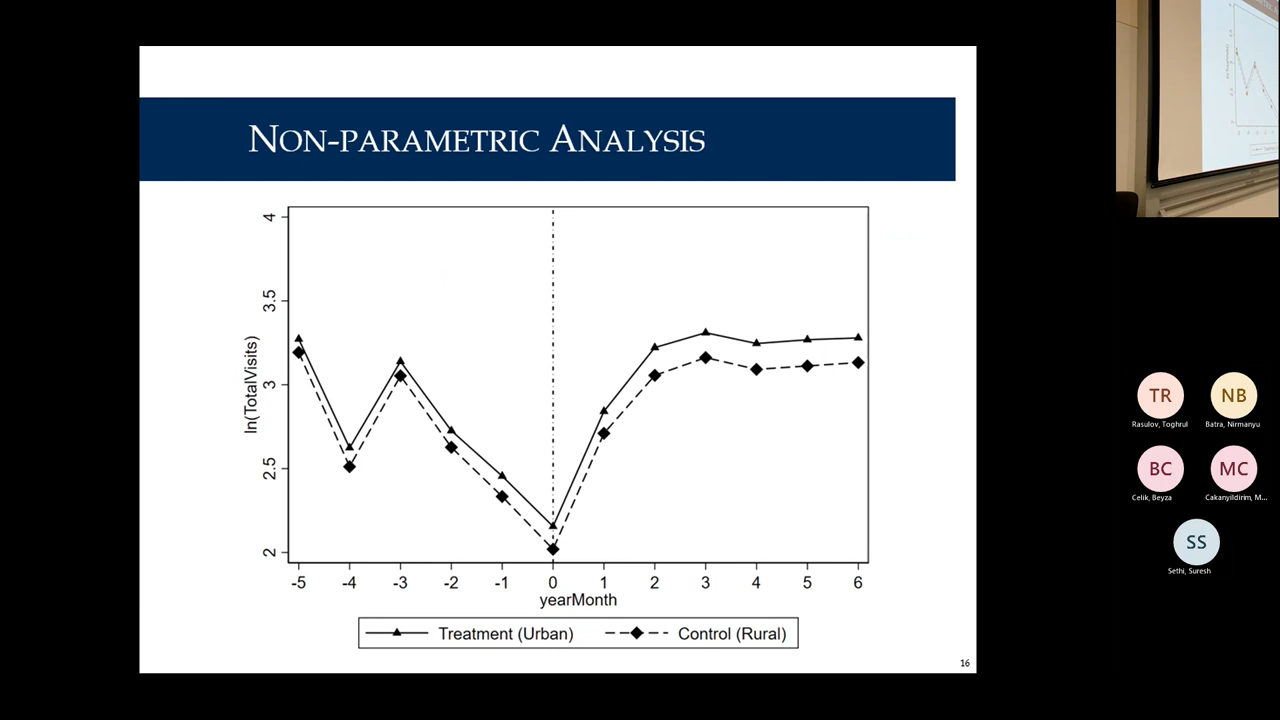 NON-PARAMETRIC ANALYSIS
4
3.5
3
2.5
2
ln(TotalVisits)
-5 -4 -3 -2 -1 0 1 2 3 4 5 6
yearMonth
Treatment (Urban) Control (Rural)
16
TR NB
Rasulov, Toghrul Batra, Nirmanyu
BC MC
Celik, Beyza Cakanyildirim, M...
SS
Sethi, Suresh